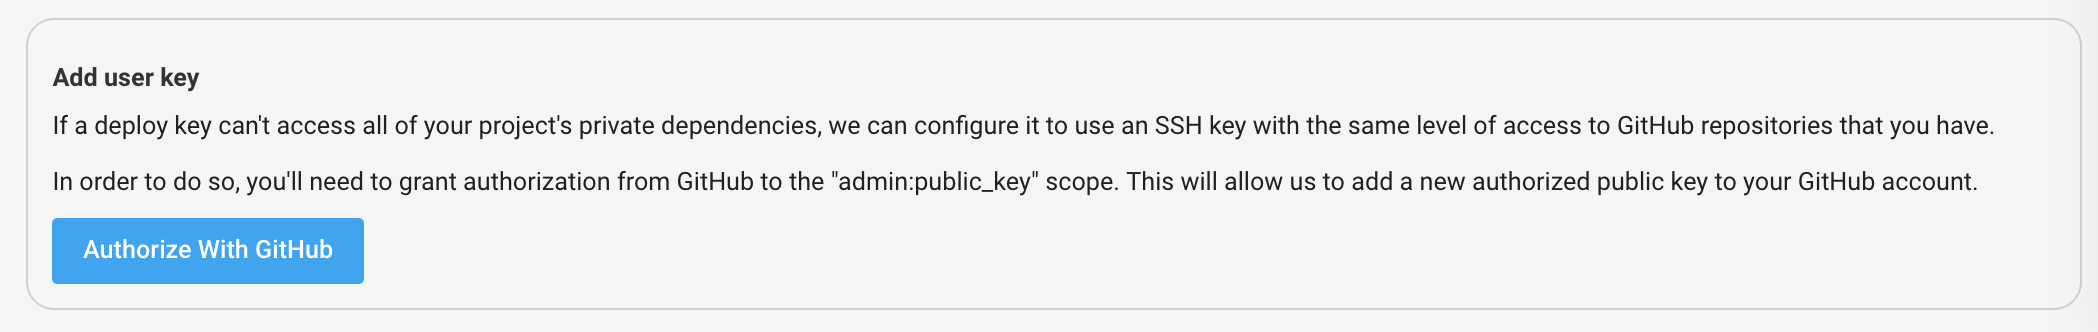 Add user key
If a deploy key can't access all of your project's private dependencies, we can configure it to use an SSH key with the same level of access to GitHub repositories that you have.
In order to do so, you'll need to grant authorization from GitHub to the "admin:public_key" scope. This will allow us to add a new authorized public key to your GitHub account.
Authorize With GitHub